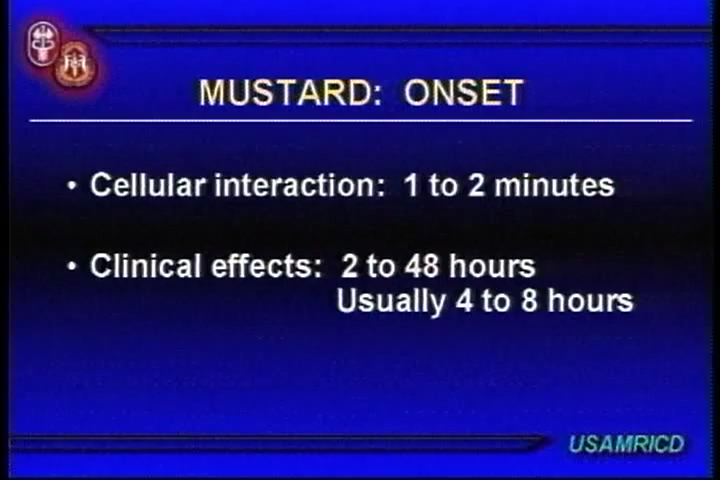 MUSTARD: ONSET
• Cellular interaction: 1 to 2 minutes
• Clinical effects: 2 to 48 hours
Usually 4 to 8 hours
USAMRICD